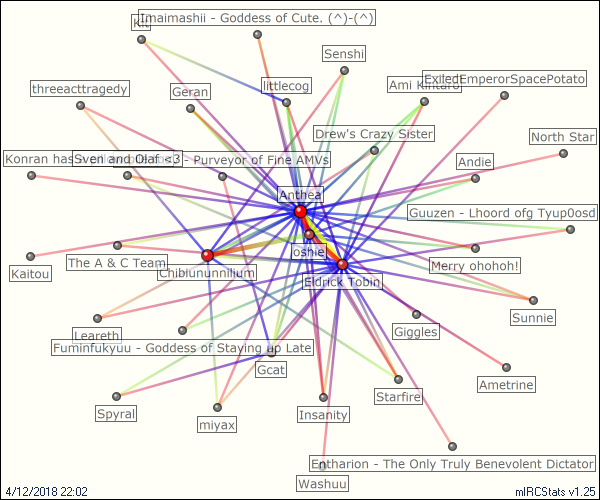 Kit
Imaimashii - Goddess of Cute. (^)-(^)
Senshi
ExiledEmperorSpacePotato
threeacttragedy
Geran
littlecog
Ami Kintaro
Drew's Crazy Sister
North Star
Konran has
Sven and Olaf <3
- Purveyor of Fine AMVs
Andie
Anthea
Guuzen - Lhoord ofg Tyup0osd
Joshie
Kaitou
The A & C Team
Chibiununnilium
Merry ohohoh!
Eldrick Tobin
Sunnie
Leareth
Giggles
Fuminfukyuu - Goddess of Staying up Late
Gcat
Ametrine
Starfire
Spyral
miyax
Insanity
Entharion - The Only Truly Benevolent Dictator
Washuu
4/12/2018 22:02
mIRCStats v1.25